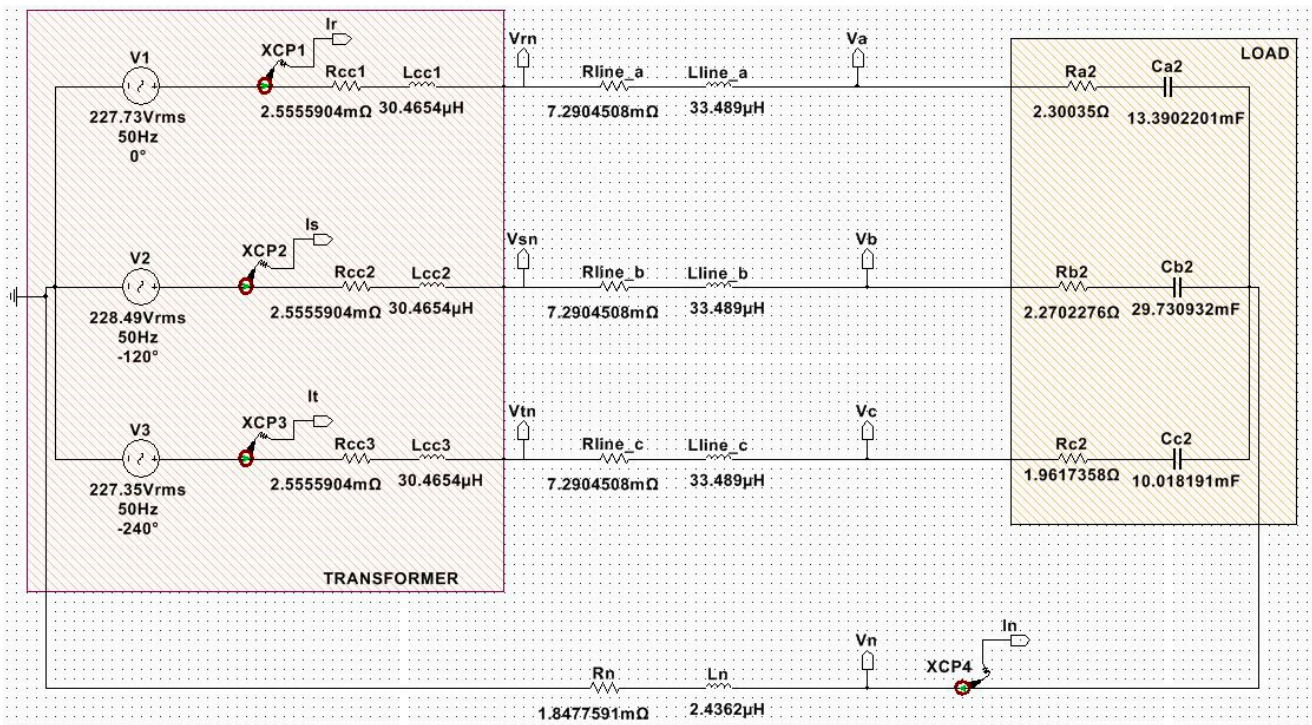 Ir
Vrn
Va
LOAD
V1
XCP1
Rcc1
Lcc1
Rline_a
Lline_a
Ra2
Ca2
227.73Vrms
50Hz
0°
2.5555904mΩ
30.4654µH
7.2904508mΩ
33.489µH
2.30035Ω
13.3902201mF
Is
Vsn
Vb
V2
XCP2
Rcc2
Lcc2
Rline_b
Lline_b
Rb2
Cb2
228.49Vrms
50Hz
-120°
2.5555904mΩ
30.4654µH
7.2904508mΩ
33.489µH
2.2702276Ω
29.730932mF
It
Vtn
Vc
V3
XCP3
Rcc3
Lcc3
Rline_c
Lline_c
Rc2
Cc2
227.35Vrms
50Hz
-240°
2.5555904mΩ
30.4654µH
7.2904508mΩ
33.489µH
1.9617358Ω
10.018191mF
TRANSFORMER
In
Vn
XCP4
Rn
Ln
1.8477591mΩ
2.4362µH